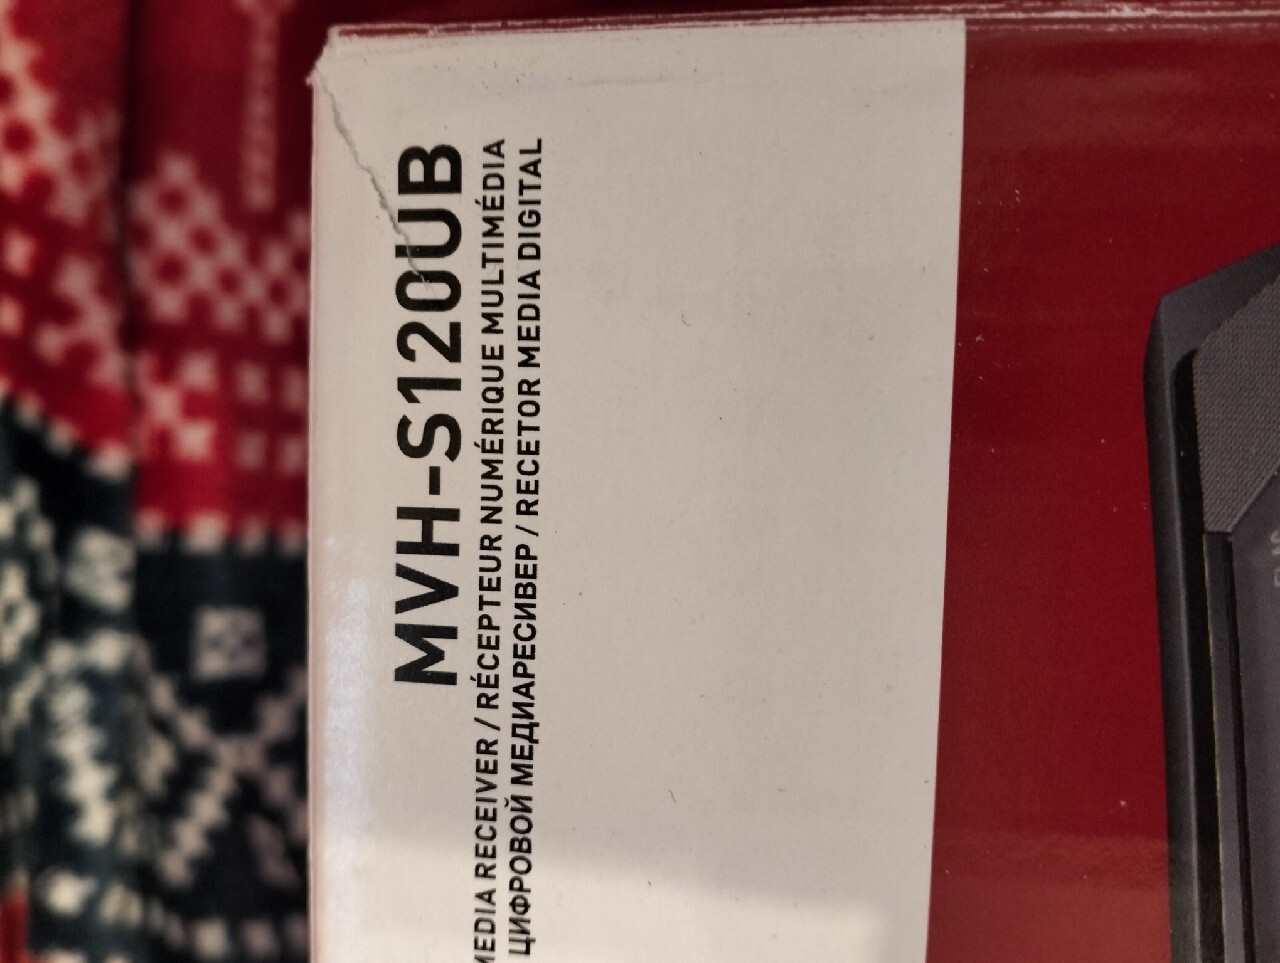 MVH-S120UB
MEDIA RECEIVER / RÉCEPTEUR NUMÉRIQUE MULTIMÉDIA
ЦИФРОВОЙ МЕДИАРЕСИВЕР / RECETOR MEDIA DIGITAL